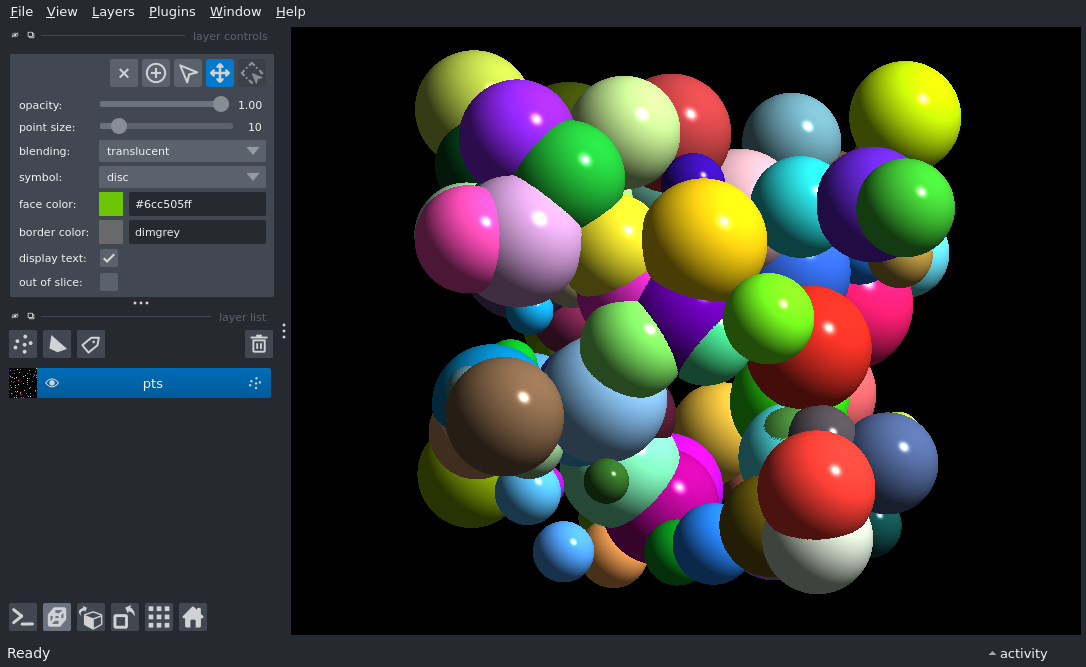 File View Layers Plugins Window Help
layer controls
opacity: 1.00
point size: 10
blending: translucent
symbol: disc
face color: #6cc505ff
border color: dimgrey
display text:
out of slice:
layer list
pts
Ready
activity